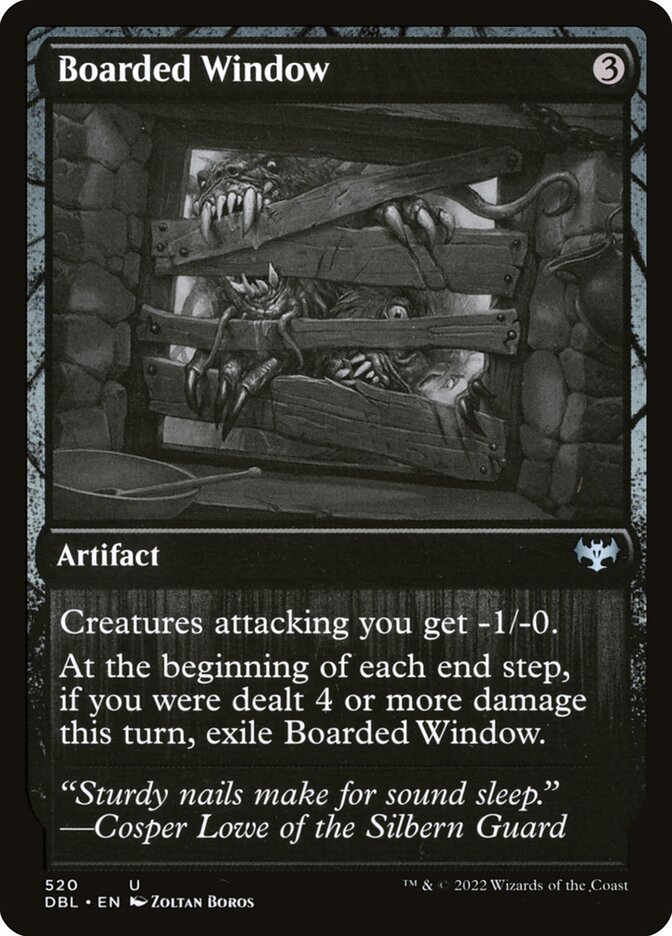 Boarded Window 3
Artifact
Creatures attacking you get -1/-0.
At the beginning of each end step,
if you were dealt 4 or more damage
this turn, exile Boarded Window.
“Sturdy nails make for sound sleep.”
—Cosper Lowe of the Silbern Guard
520 U
DBL • EN Zoltan Boros
™ & © 2022 Wizards of the Coast